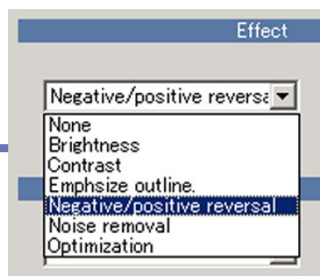 Effect
Negative/positive reversa
None
Brightness
Contrast
Emphsize outline.
Negative/positive reversal
Noise removal
Optimization